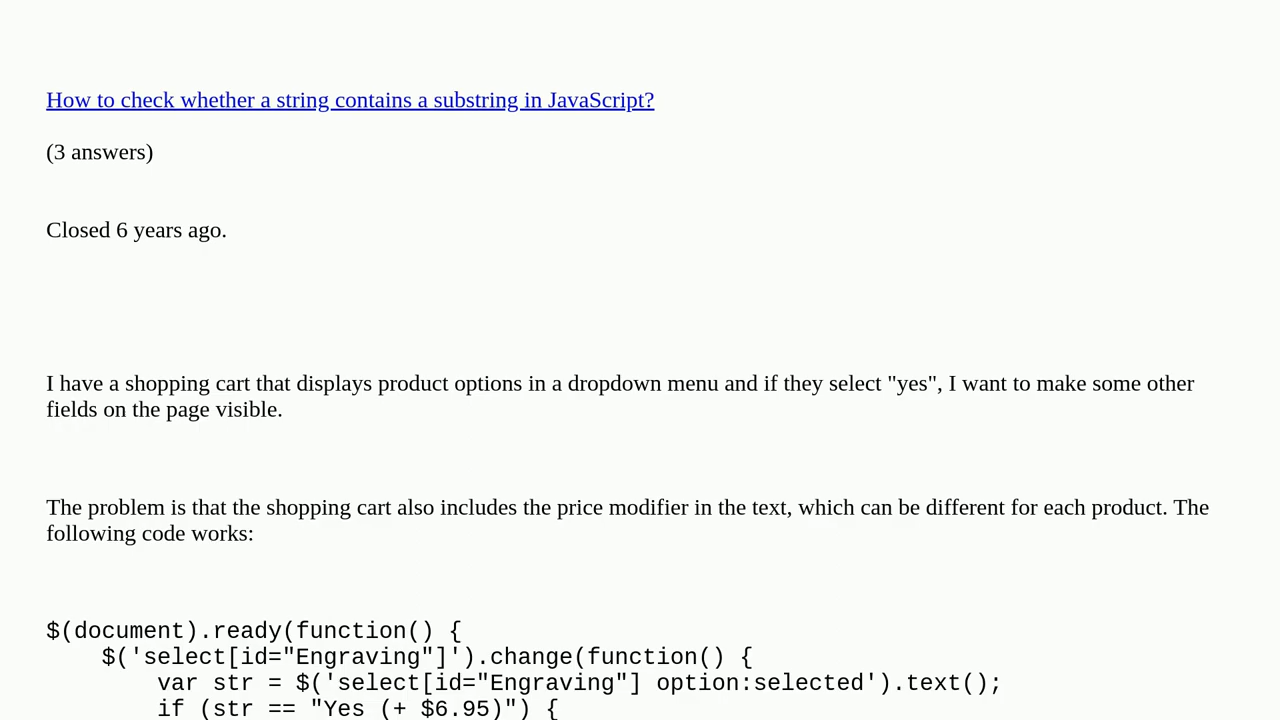 How to check whether a string contains a substring in JavaScript?
(3 answers)
Closed 6 years ago.
I have a shopping cart that displays product options in a dropdown menu and if they select "yes", I want to make some other
fields on the page visible.
The problem is that the shopping cart also includes the price modifier in the text, which can be different for each product. The
following code works:
$(document).ready(function() {
    $('select[id="Engraving"]').change(function() {
        var str = $('select[id="Engraving"] option:selected').text();
        if (str == "Yes (+ $6.95)") {